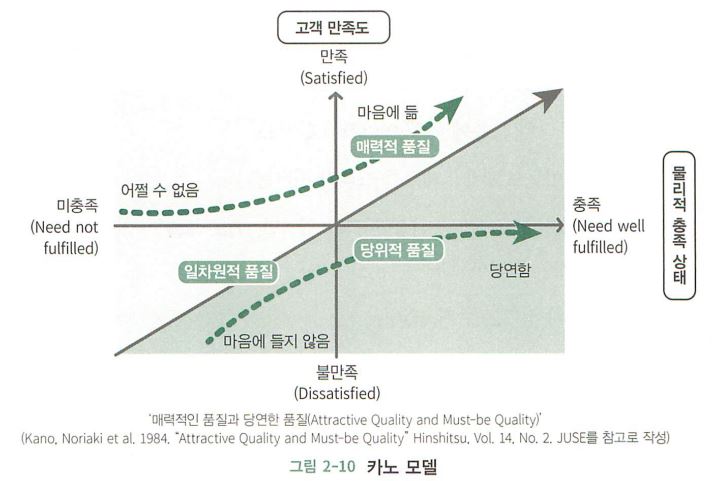 고객 만족도
만족
(Satisfied)
마음에 듦
매력적 품질
어쩔 수 없음
미충족
(Need not
fulfilled)
충족
(Need well
fulfilled)
물리적 충족 상태
당위적 품질
일차원적 품질
당연함
마음에 들지 않음
불만족
(Dissatisfied)
‘매력적인 품질과 당연한 품질(Attractive Quality and Must-be Quality)’
(Kano, Noriaki et al. 1984. “Attractive Quality and Must-be Quality” Hinshitsu, Vol. 14, No. 2. JUSE를 참고로 작성)
그림 2-10 카노 모델